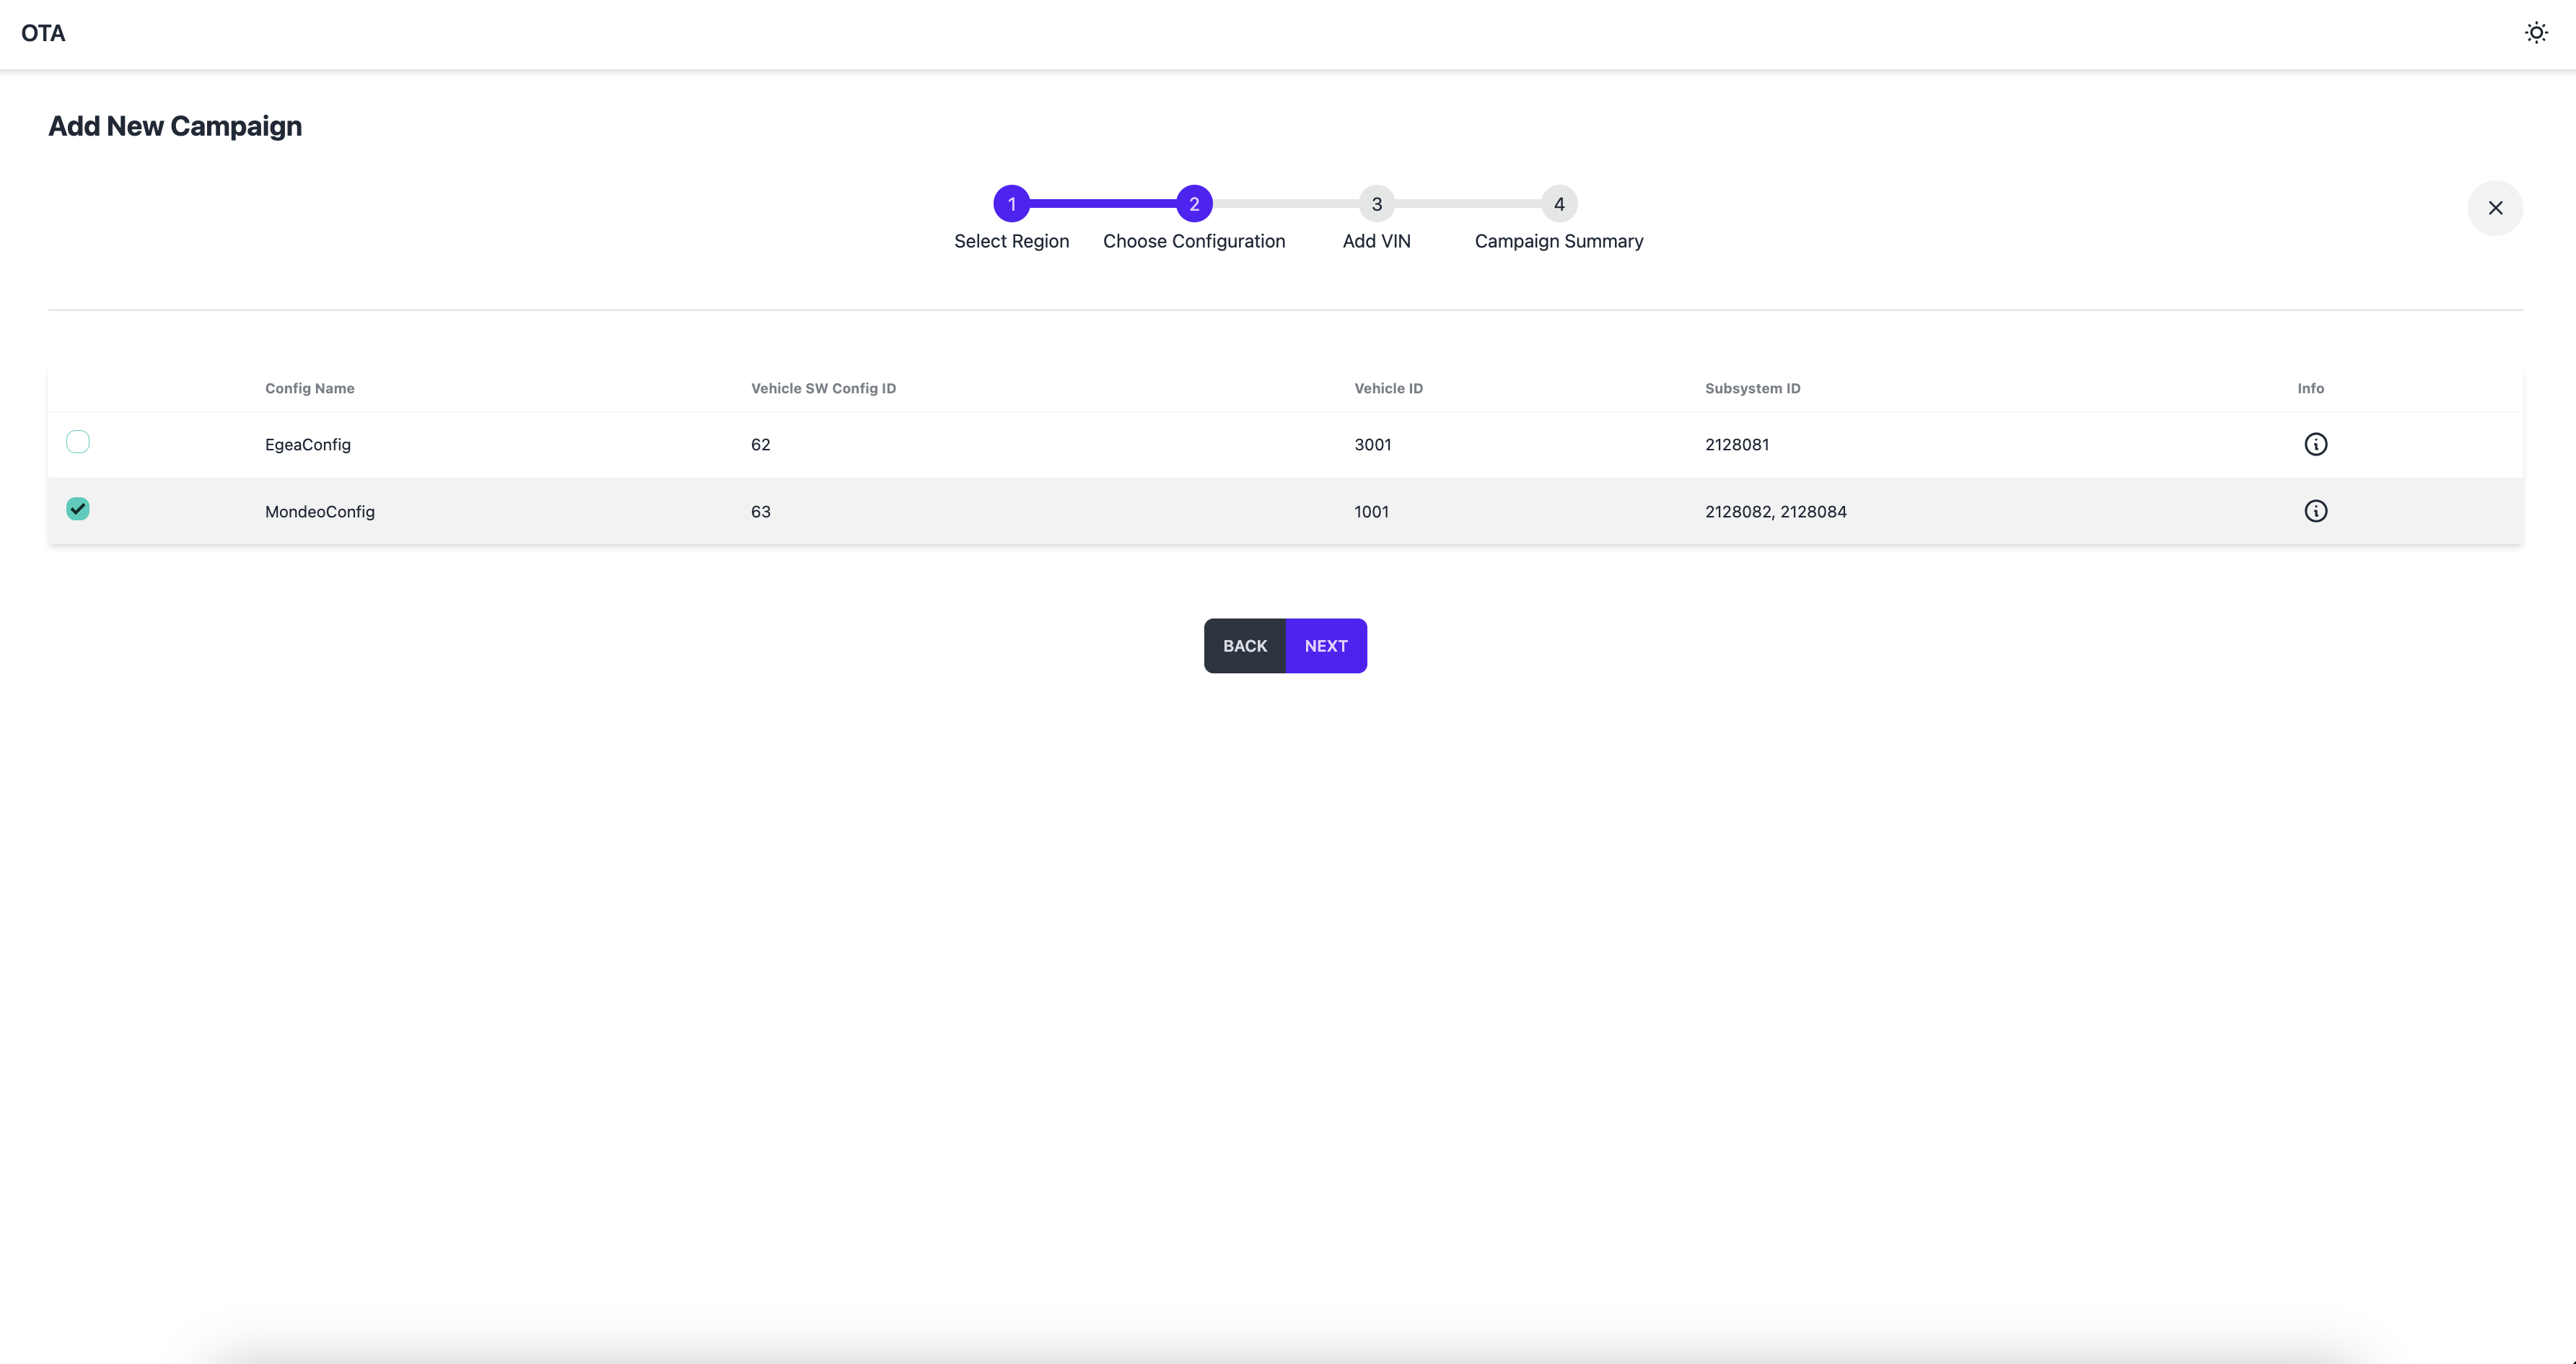 OTA
Add New Campaign
1 2 3 4
Select Region Choose Configuration Add VIN Campaign Summary
Config Name Vehicle SW Config ID Vehicle ID Subsystem ID Info
EgeaConfig 62 3001 2128081
MondeoConfig 63 1001 2128082, 2128084
BACK NEXT